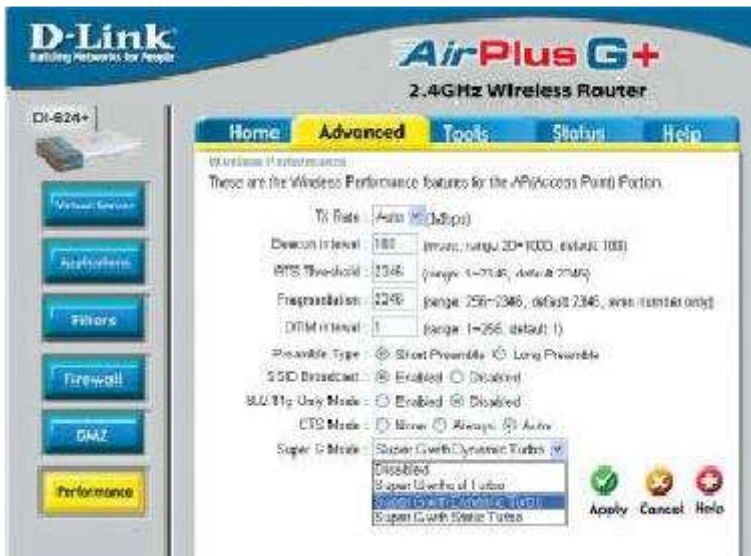 D-Link
Building Networks for People
AirPlus G+
2.4GHz Wireless Router
DI-624+
Home Advanced Tools Status Help
Wireless Performance
These are the Wireless Performance features for the AP(Access Point) Portion.
TX Rate : Auto (Mbps)
Beacon interval : 100 (msec, range: 20~1000, default: 100)
RTS Threshold : 2346 (range: 1~2346, default: 2346)
Fragmentation : 2346 (range: 256~2346, default: 2346, even number only)
DTIM interval : 1 (range: 1~255, default: 1)
Preamble Type : Short Preamble Long Preamble
SSID Broadcast : Enabled Disabled
802.11g Only Mode : Enabled Disabled
CTS Mode : None Always Auto
Super G Mode : Super G with Dynamic Turbo
Disabled
Super G without Turbo
Super G with Dynamic Turbo
Super G with Static Turbo
Virtual Server
Applications
Filters
Firewall
DMZ
Performance
Apply Cancel Help